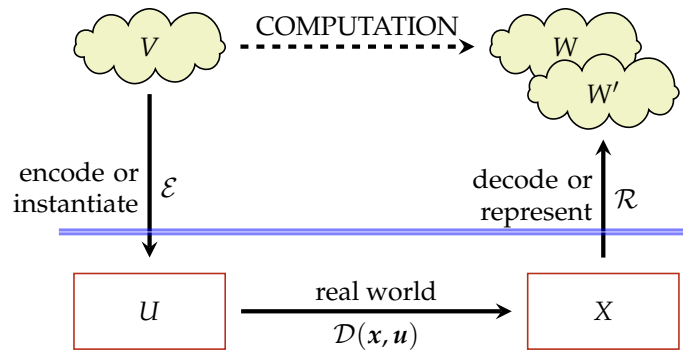 COMPUTATION
V
W
W′
encode or
instantiate
ℰ
decode or
represent
ℛ
U
real world
𝒟(x, u)
X